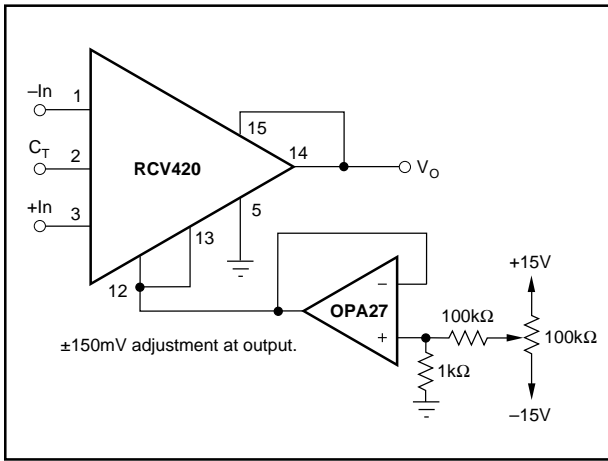 –In
1
C_T
2
+In
3
RCV420
15
14
V_O
5
13
12
OPA27
–
+
±150mV adjustment at output.
100kΩ
1kΩ
+15V
100kΩ
–15V